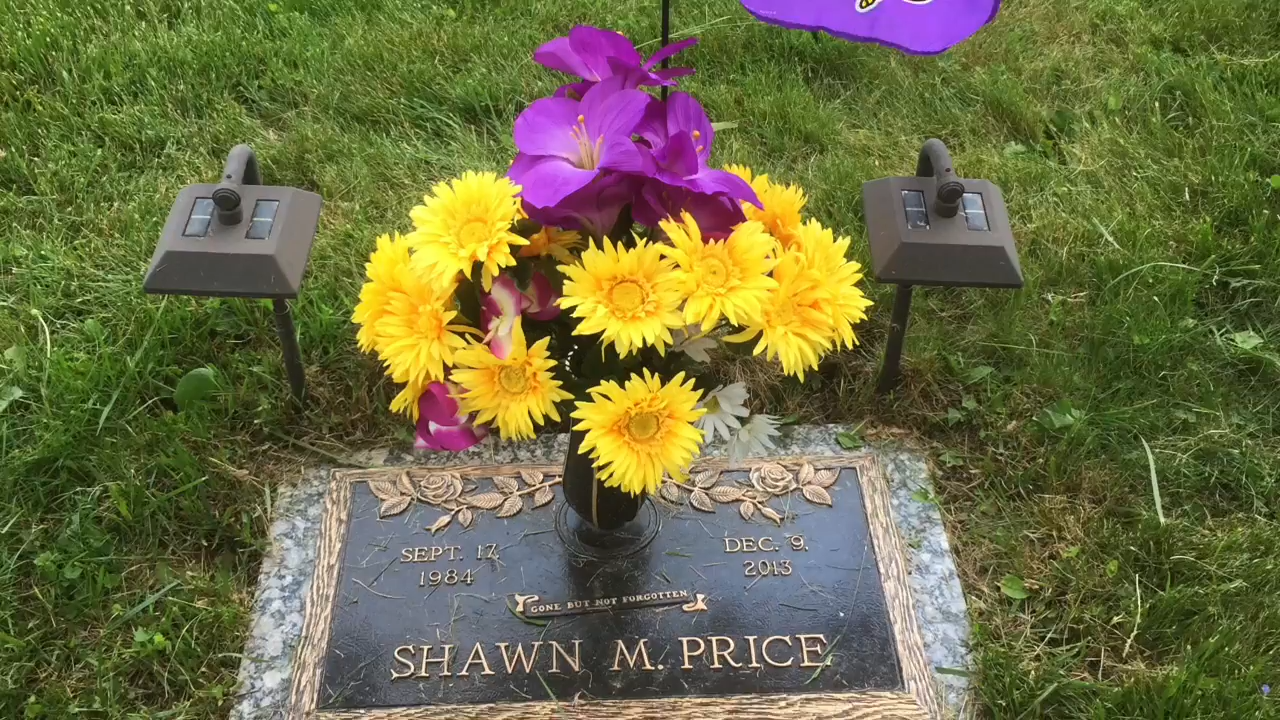 SEPT. 17, 1984
DEC. 9, 2013
GONE BUT NOT FORGOTTEN
SHAWN M. PRICE